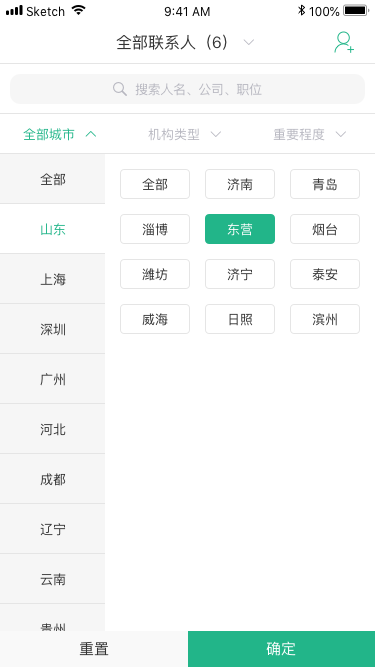 Sketch 9:41 AM 100%
全部联系人（6）
搜索人名、公司、职位
全部城市 机构类型 重要程度
全部
山东
上海
深圳
广州
河北
成都
辽宁
云南
贵州
全部 济南 青岛
淄博 东营 烟台
潍坊 济宁 泰安
威海 日照 滨州
重置 确定